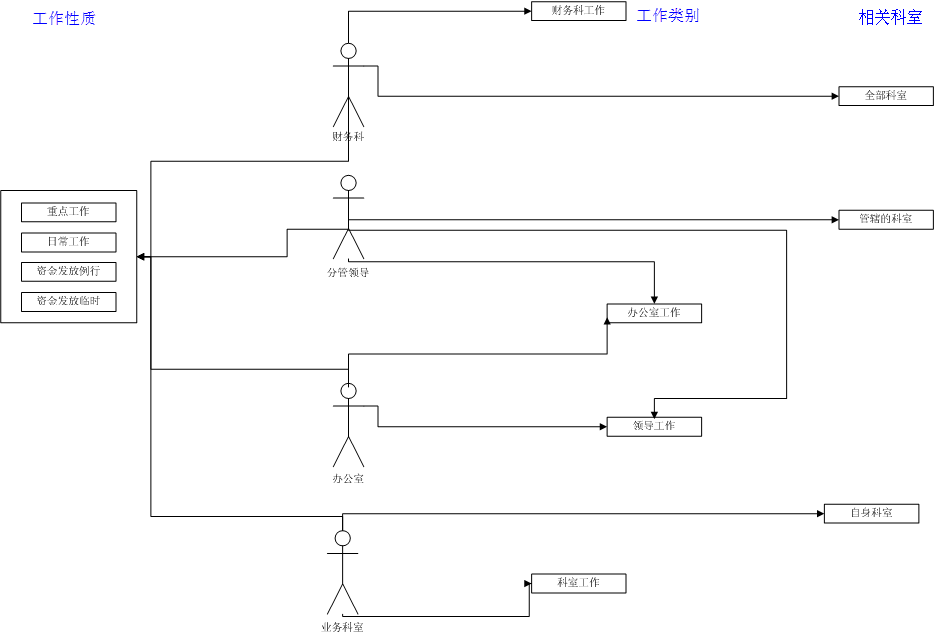 工作性质
财务科工作
工作类别
相关科室
全部科室
财务科
重点工作
日常工作
资金发放例行
资金发放临时
管辖的科室
分管领导
办公室工作
领导工作
办公室
自身科室
科室工作
业务科室